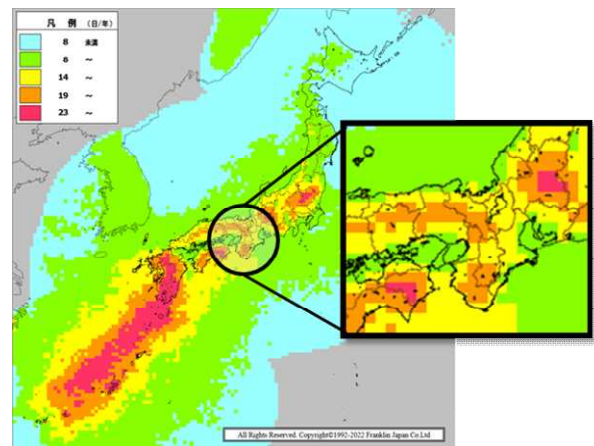 凡 例 (日/年)
8 未満
8 ～
14 ～
19 ～
23 ～
All Rights Reserved. Copyright©1992-2022 Franklin Japan Co.Ltd